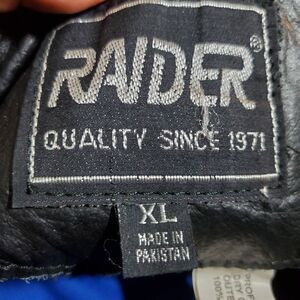 RAIDER®
QUALITY SINCE 1971
XL
MADE IN
PAKISTAN